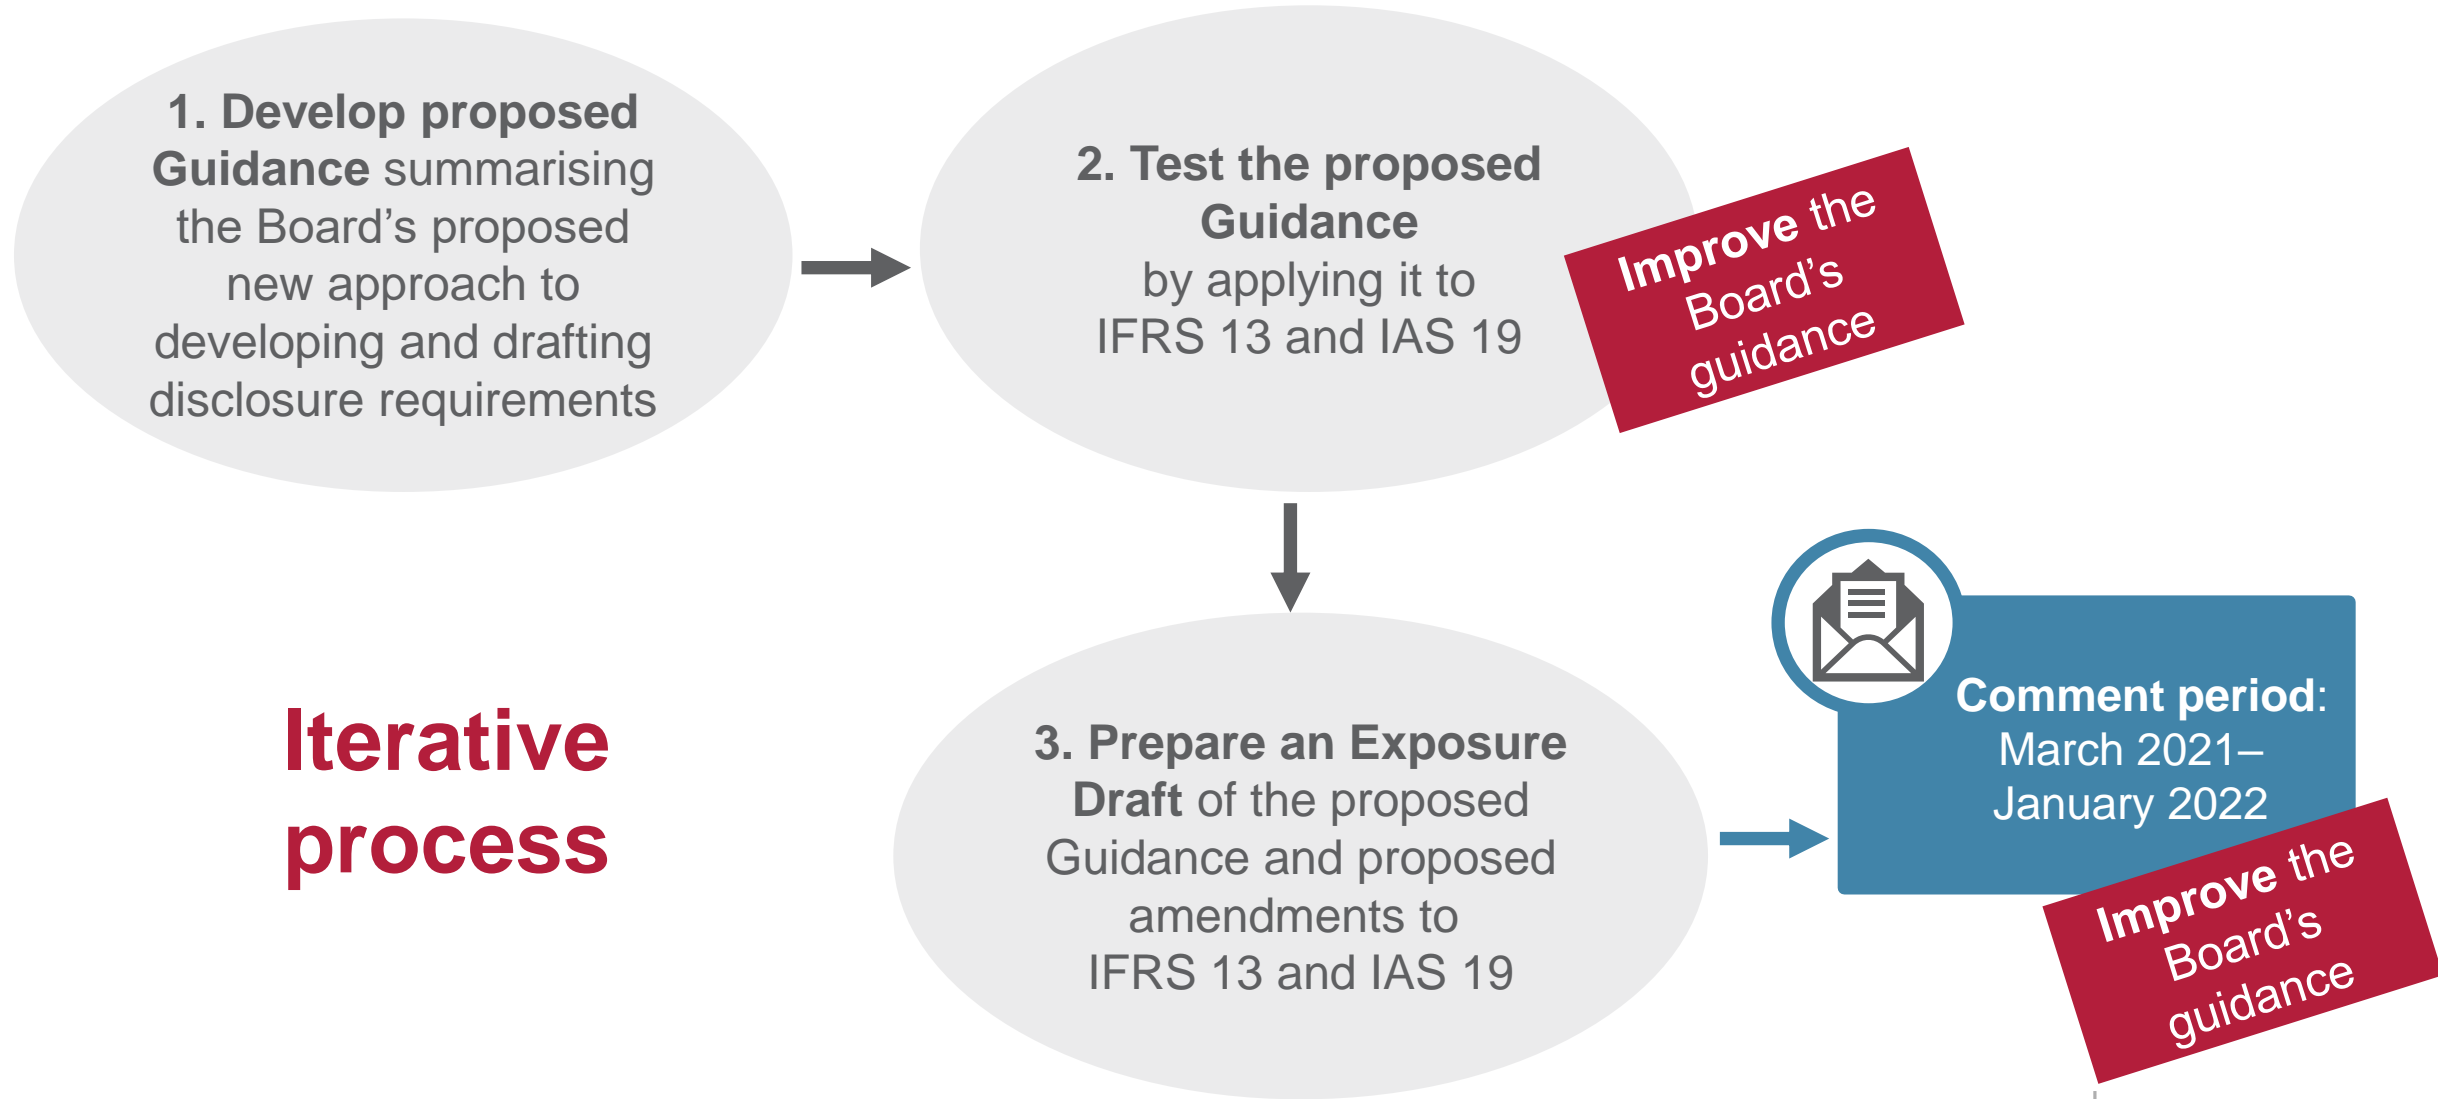 1. Develop proposed
Guidance summarising
the Board’s proposed
new approach to
developing and drafting
disclosure requirements
2. Test the proposed
Guidance
by applying it to
IFRS 13 and IAS 19
Improve the
Board’s
guidance
Iterative
process
3. Prepare an Exposure
Draft of the proposed
Guidance and proposed
amendments to
IFRS 13 and IAS 19
Comment period:
March 2021–
January 2022
Improve the
Board’s
guidance